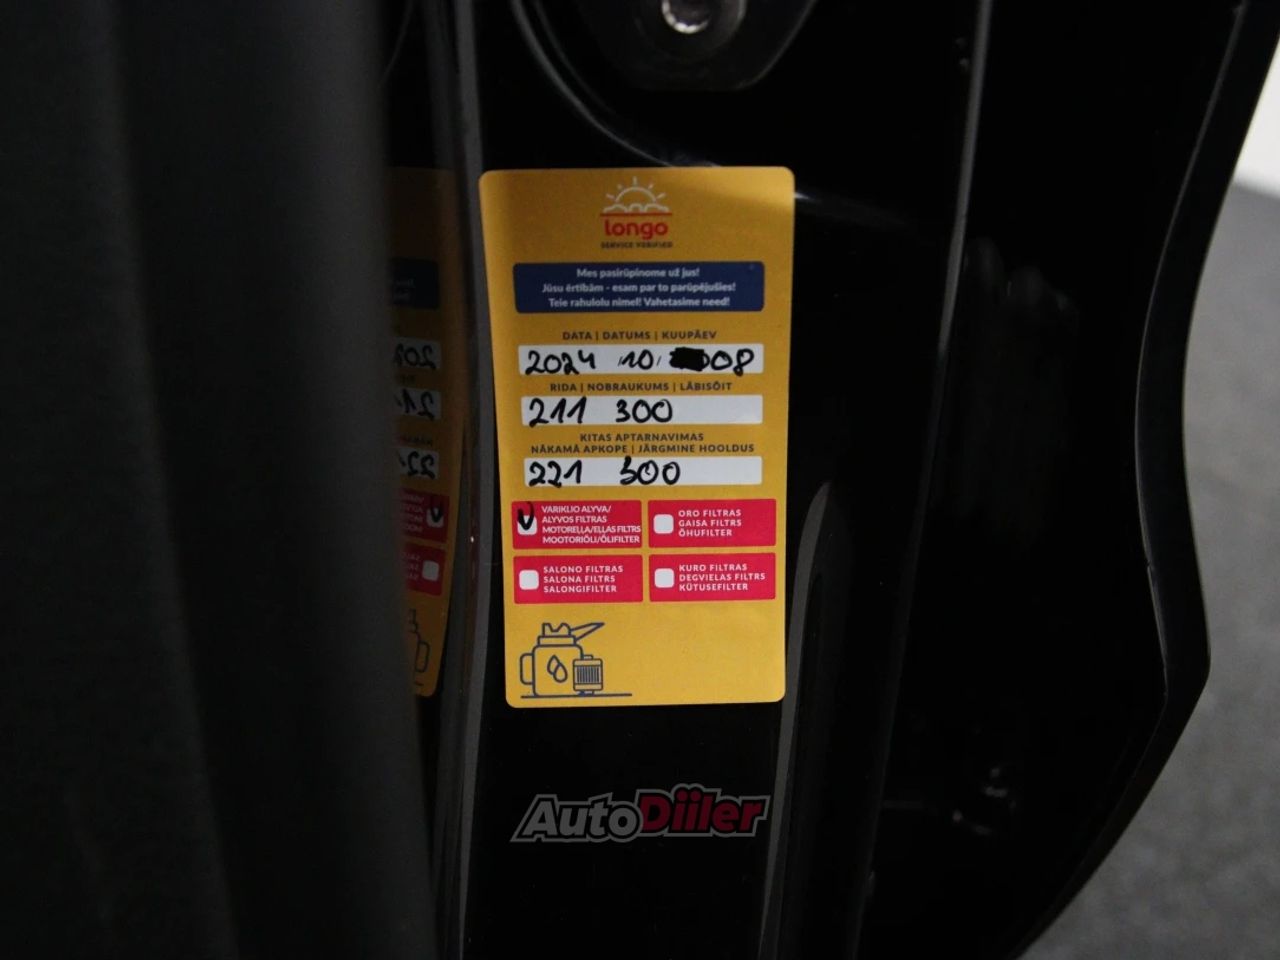 longo
SERVICE VERIFIED
Mes pasirūpinome už jus!
Jūsu ērtībām - esam par to parūpējušies!
Teie rahulolu nimel! Vahetasime need!
DATA | DATUMS | KUUPÄEV
2024 10 08
RIDA | NOBRAUKUMS | LÄBISÕIT
211 300
KITAS APTARNAVIMAS
NĀKAMĀ APKOPE | JÄRGMINE HOOLDUS
221 300
VARIKLIO ALYVA/
ALYVOS FILTRAS
MOTOREĻĻA/EĻĻAS FILTRS
MOOTORIÕLI/ÕLIFILTER
ORO FILTRAS
GAISA FILTRS
ÕHUFILTER
SALONO FILTRAS
SALONA FILTRS
SALONGIFILTER
KURO FILTRAS
DEGVIELAS FILTRS
KÜTUSEFILTER
AutoDiiler